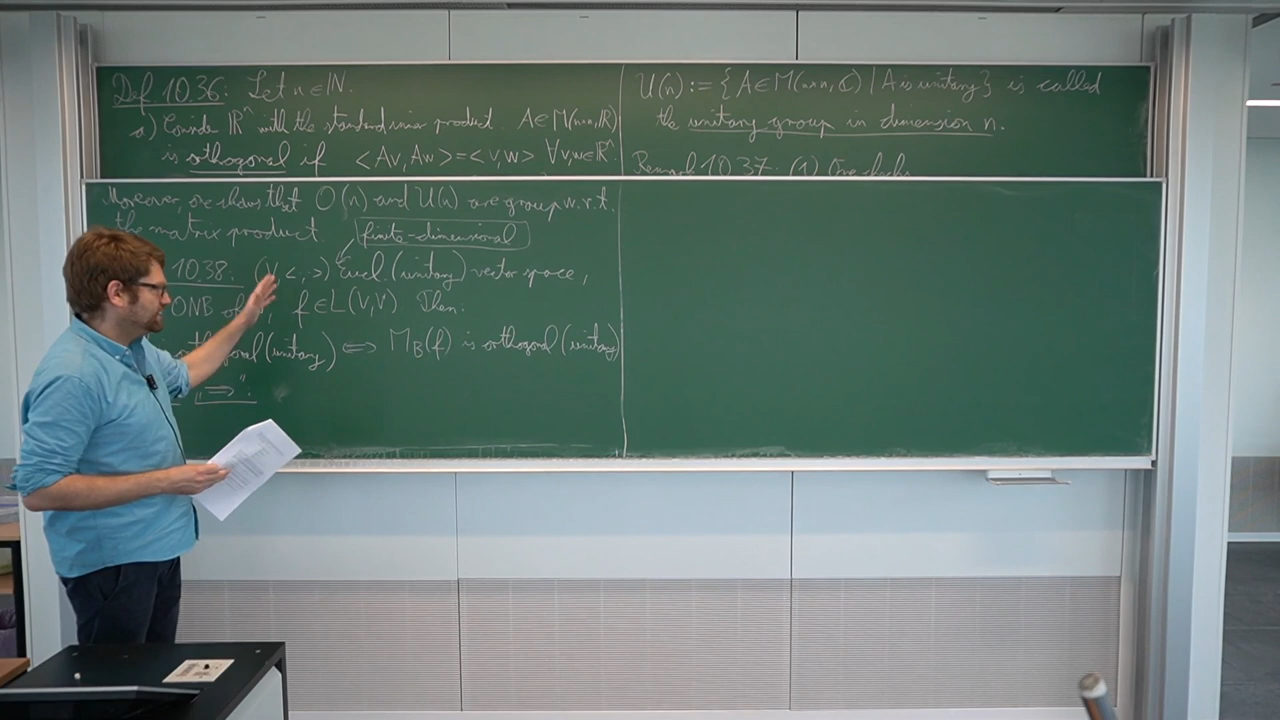 Def 10.36: Let n ∈ ℕ.
a) Consider ℝⁿ with the standard inner product. A ∈ M(n×n, ℝ)
is orthogonal if <Av, Aw> = <v, w> ∀ v, w ∈ ℝⁿ.
U(n) := {A ∈ M(n×n, ℂ) | A is unitary} is called
the unitary group in dimension n.
Remark 10.37: (1) One checks
Moreover, one shows that O(n) and U(n) are group w.r.t.
the matrix product.
finite-dimensional
10.38: (V, <,>) Eucl. (unitary) vector space,
ONB of V, f ∈ L(V,V) Then:
orthogonal (unitary) ⟺ M_B(f) is orthogonal (unitary)
"⟹":